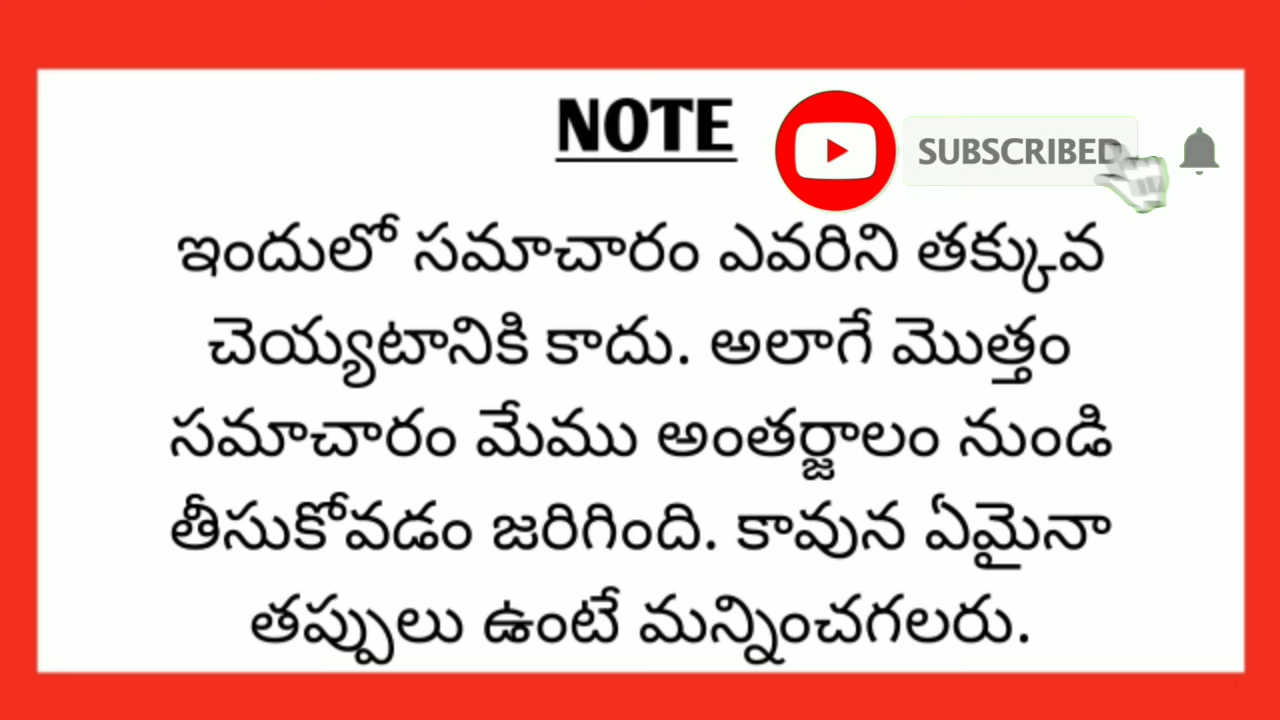 NOTE
SUBSCRIBED
ఇందులో సమాచారం ఎవరిని తక్కువ
చెయ్యటానికి కాదు. అలాగే మొత్తం
సమాచారం మేము అంతర్జాలం నుండి
తీసుకోవడం జరిగింది. కావున ఏమైనా
తప్పులు ఉంటే మన్నించగలరు.